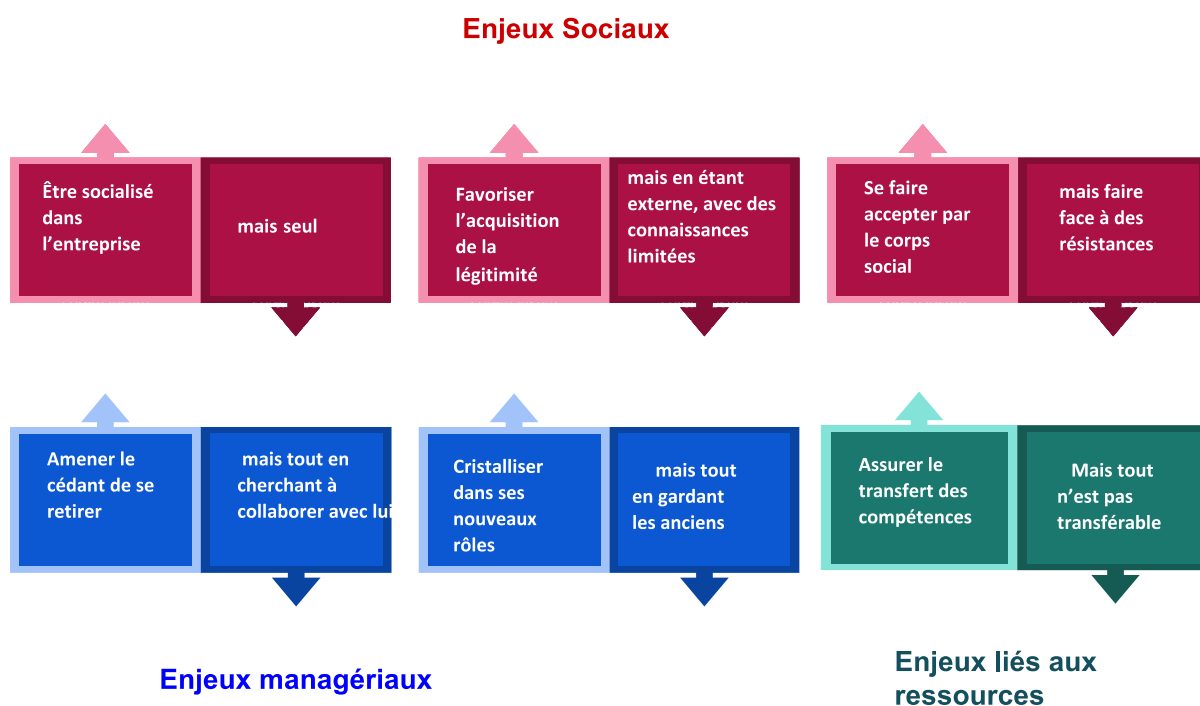 Enjeux Sociaux
Être socialisé
dans
l'entreprise
mais seul
Favoriser
l'acquisition
de la
légitimité
mais en étant
externe, avec des
connaissances
limitées
Se faire
accepter par
le corps
social
mais faire
face à des
résistances
Amener le
cédant de se
retirer
mais tout en
cherchant à
collaborer avec lui
Cristalliser
dans ses
nouveaux
rôles
mais tout
en gardant
les anciens
Assurer le
transfert des
compétences
Mais tout
n'est pas
transférable
Enjeux managériaux
Enjeux liés aux
ressources